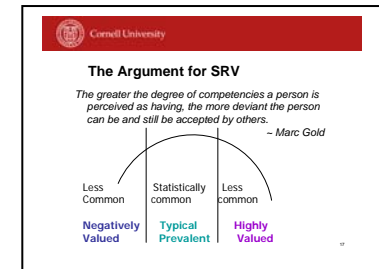 Cornell University
The Argument for SRV
The greater the degree of competencies a person is
perceived as having, the more deviant the person
can be and still be accepted by others.
~ Marc Gold
Less Statistically Less
Common common common
Negatively Typical Highly
Valued Prevalent Valued